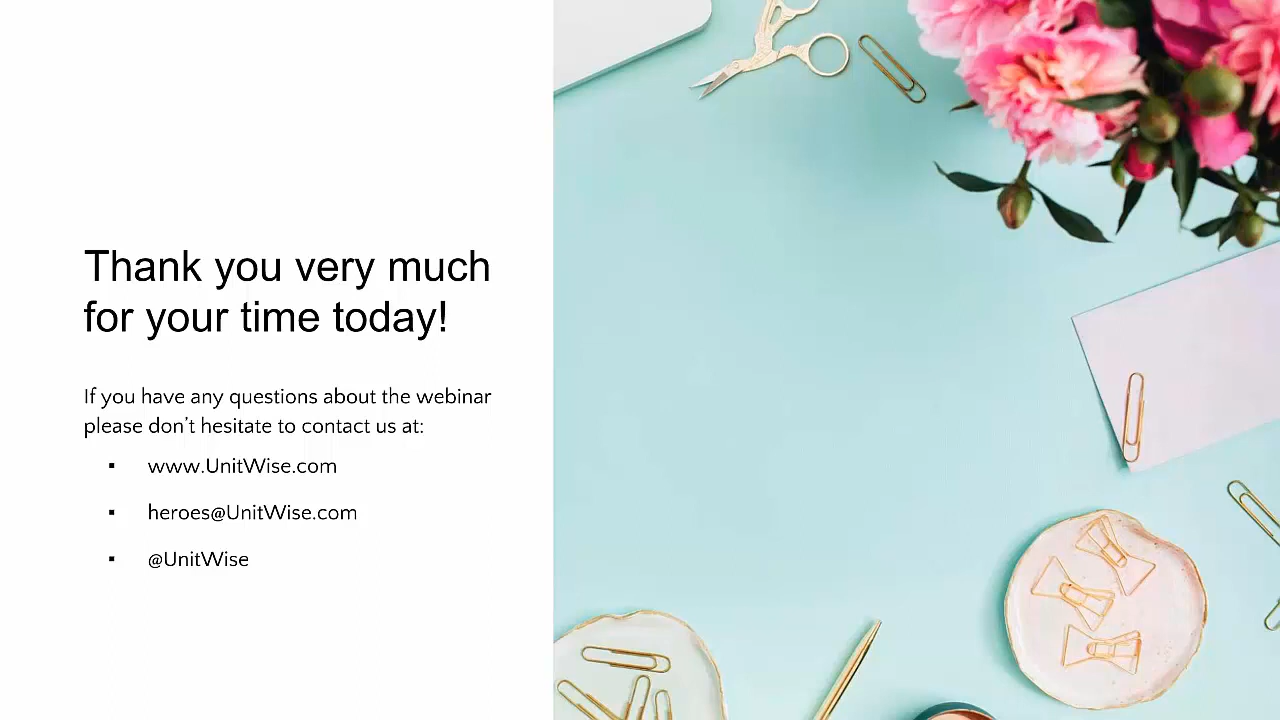 Thank you very much
for your time today!
If you have any questions about the webinar
please don’t hesitate to contact us at:
▪ www.UnitWise.com
▪ heroes@UnitWise.com
▪ @UnitWise